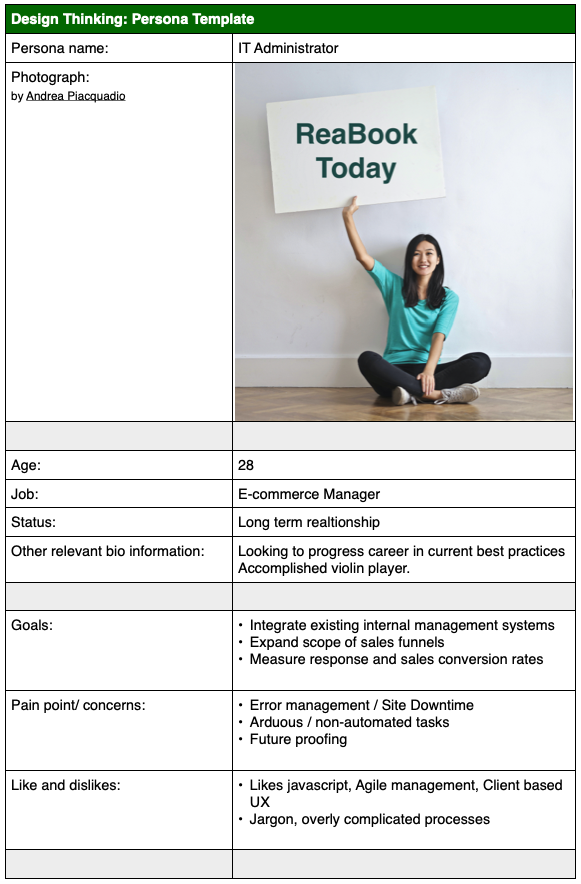 Design Thinking: Persona Template
Persona name:
IT Administrator
Photograph:
by Andrea Piacquadio
ReaBook
Today
Age:
28
Job:
E-commerce Manager
Status:
Long term realtionship
Other relevant bio information:
Looking to progress career in current best practices
Accomplished violin player.
Goals:
• Integrate existing internal management systems
• Expand scope of sales funnels
• Measure response and sales conversion rates
Pain point/ concerns:
• Error management / Site Downtime
• Arduous / non-automated tasks
• Future proofing
Like and dislikes:
• Likes javascript, Agile management, Client based
UX
• Jargon, overly complicated processes